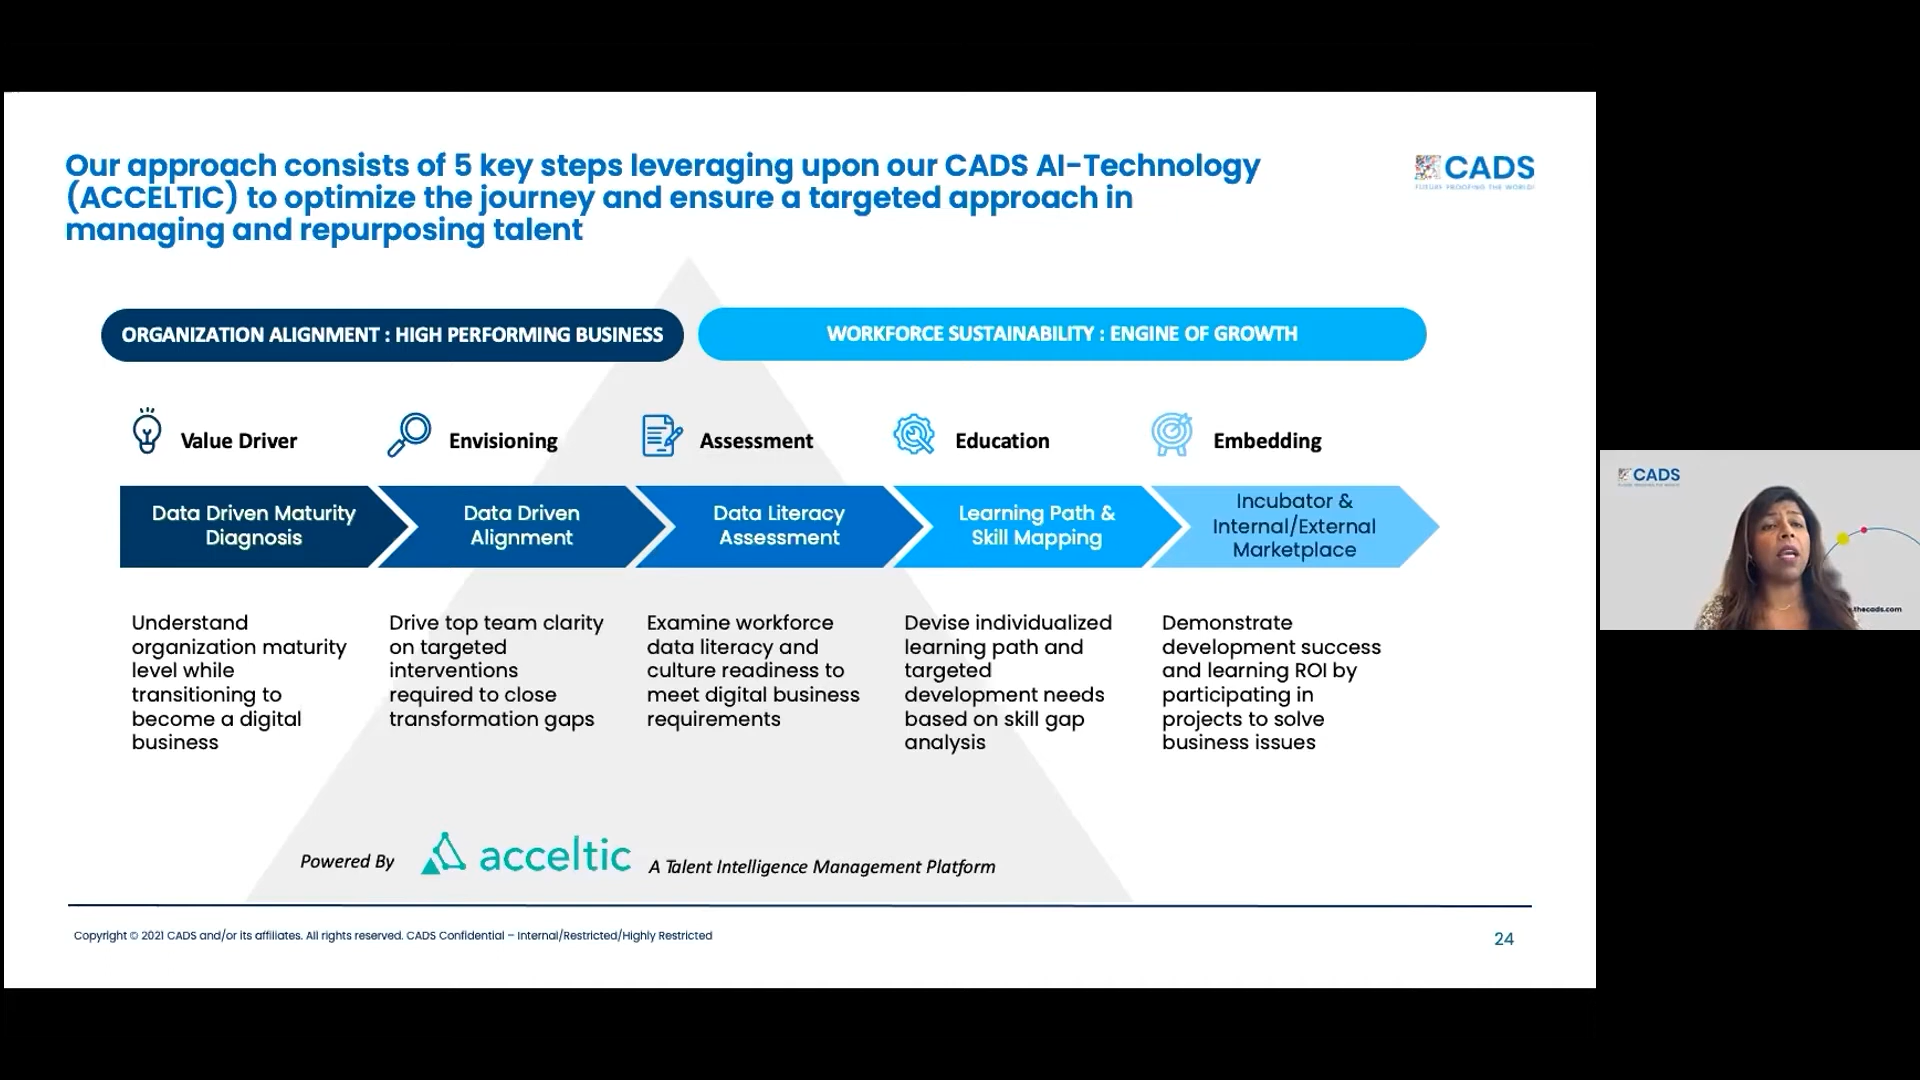 Our approach consists of 5 key steps leveraging upon our CADS AI-Technology
(ACCELTIC) to optimize the journey and ensure a targeted approach in
managing and repurposing talent
CADS
FUTURE PROOFING THE WORLD!
ORGANIZATION ALIGNMENT : HIGH PERFORMING BUSINESS
WORKFORCE SUSTAINABILITY : ENGINE OF GROWTH
Value Driver
Envisioning
Assessment
Education
Embedding
Data Driven Maturity
Diagnosis
Data Driven
Alignment
Data Literacy
Assessment
Learning Path &
Skill Mapping
Incubator &
Internal/External
Marketplace
Understand
organization maturity
level while
transitioning to
become a digital
business
Drive top team clarity
on targeted
interventions
required to close
transformation gaps
Examine workforce
data literacy and
culture readiness to
meet digital business
requirements
Devise individualized
learning path and
targeted
development needs
based on skill gap
analysis
Demonstrate
development success
and learning ROI by
participating in
projects to solve
business issues
Powered By
acceltic
A Talent Intelligence Management Platform
Copyright © 2021 CADS and/or its affiliates. All rights reserved. CADS Confidential – Internal/Restricted/Highly Restricted
24
CADS
.thecads.com